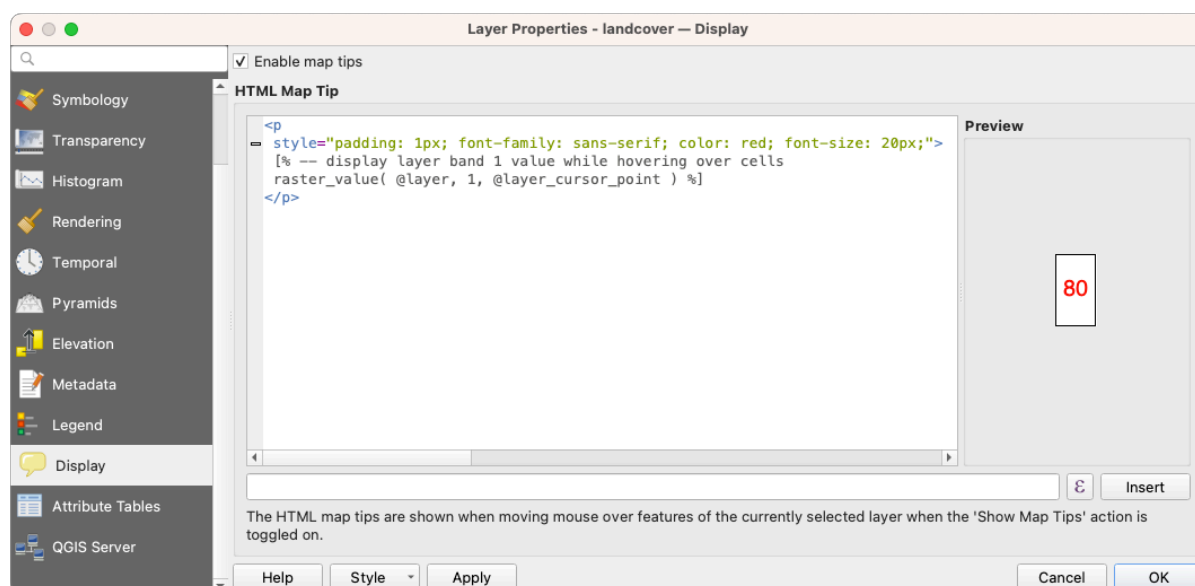 Layer Properties - landcover — Display
Symbology
Transparency
Histogram
Rendering
Temporal
Pyramids
Elevation
Metadata
Legend
Display
Attribute Tables
QGIS Server
Enable map tips
HTML Map Tip
<p
style="padding: 1px; font-family: sans-serif; color: red; font-size: 20px;">
[% -- display layer band 1 value while hovering over cells
raster_value( @layer, 1, @layer_cursor_point ) %]
</p>
Preview
80
ε Insert
The HTML map tips are shown when moving mouse over features of the currently selected layer when the 'Show Map Tips' action is
toggled on.
Help Style Apply Cancel OK